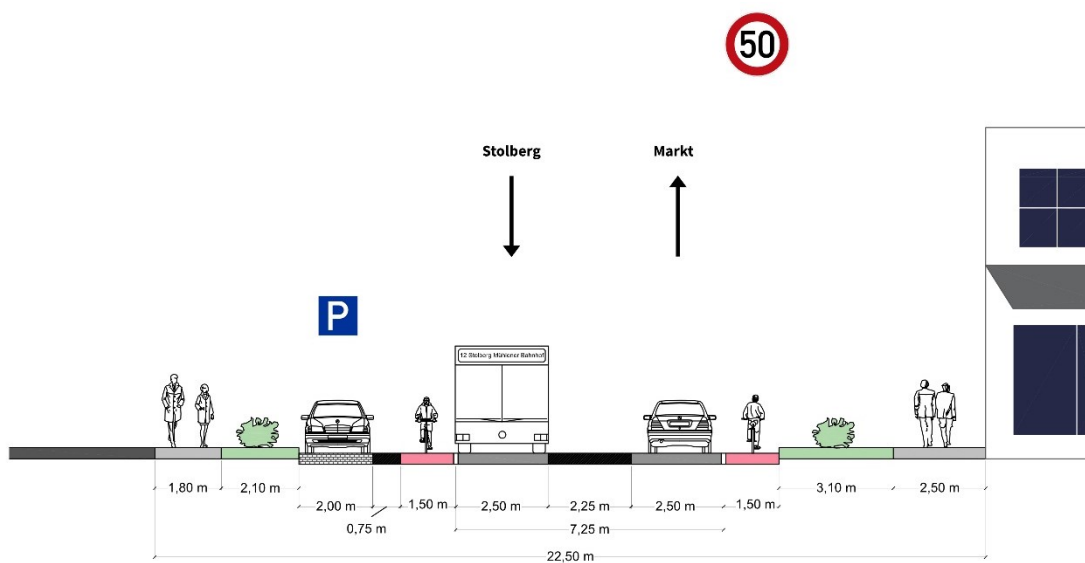 50
Stolberg
Markt
P
12 Stolberg Mühlener Bahnhof
1,80 m
2,10 m
2,00 m
1,50 m
2,50 m
2,25 m
2,50 m
1,50 m
3,10 m
2,50 m
0,75 m
7,25 m
22,50 m